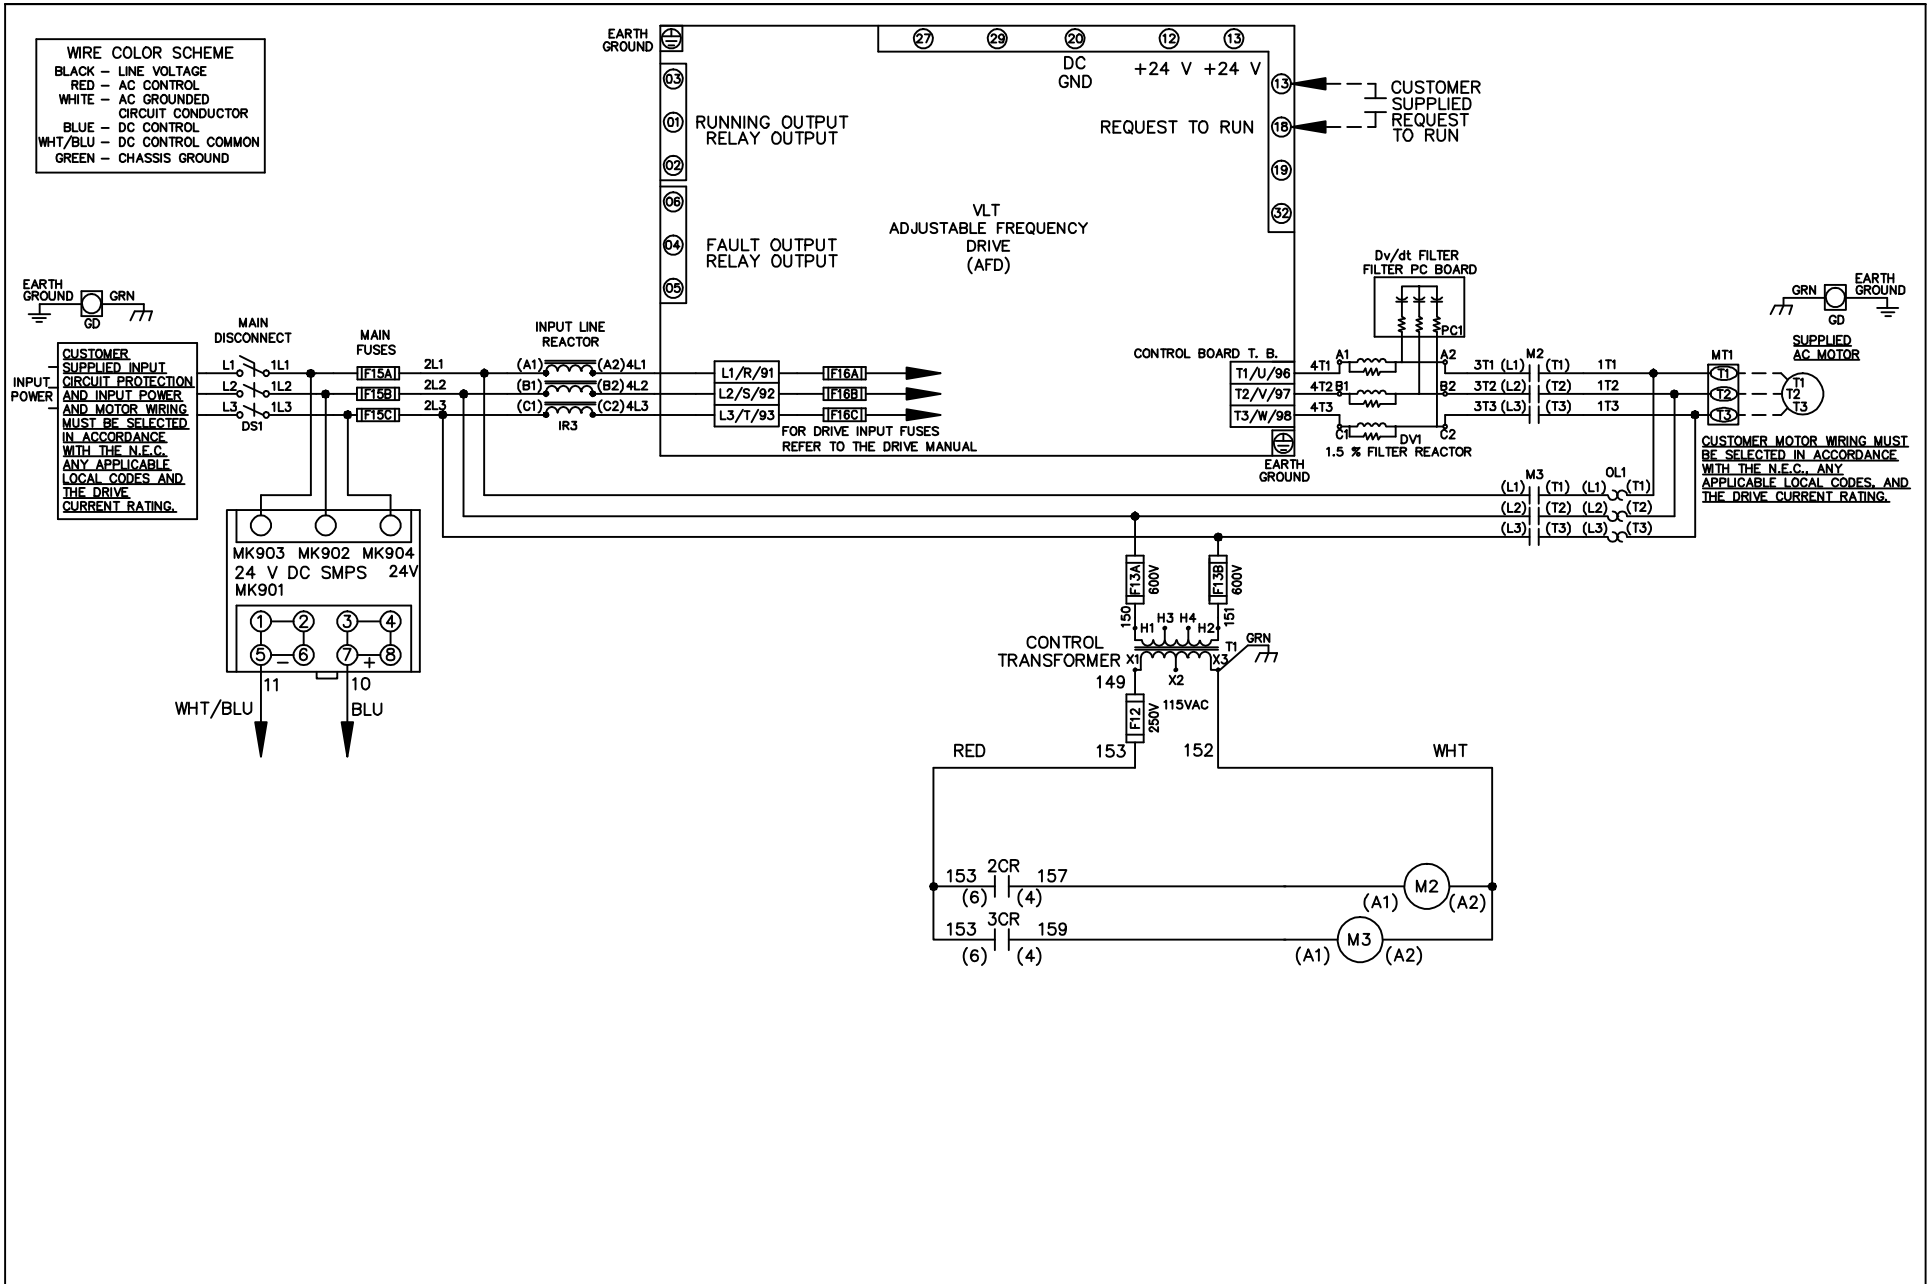 WIRE COLOR SCHEME
BLACK – LINE VOLTAGE
RED – AC CONTROL
WHITE – AC GROUNDED
CIRCUIT CONDUCTOR
BLUE – DC CONTROL
WHT/BLU – DC CONTROL COMMON
GREEN – CHASSIS GROUND
EARTH
GROUND
03
01
02
06
04
05
RUNNING OUTPUT
RELAY OUTPUT
FAULT OUTPUT
RELAY OUTPUT
27
29
20
12
13
DC
GND
+24 V
+24 V
13
REQUEST TO RUN
18
19
32
CUSTOMER
SUPPLIED
REQUEST
TO RUN
VLT
ADJUSTABLE FREQUENCY
DRIVE
(AFD)
Dv/dt FILTER
FILTER PC BOARD
PC1
EARTH
GROUND
GRN
GD
INPUT
POWER
CUSTOMER
SUPPLIED INPUT
CIRCUIT PROTECTION
AND INPUT POWER
AND MOTOR WIRING
MUST BE SELECTED
IN ACCORDANCE
WITH THE N.E.C.
ANY APPLICABLE
LOCAL CODES AND
THE DRIVE
CURRENT RATING.
MAIN
DISCONNECT
L1
1L1
L2
1L2
L3
1L3
DS1
MAIN
FUSES
F15A
F15B
F15C
2L1
2L2
2L3
INPUT LINE
REACTOR
(A1)
(A2)
4L1
(B1)
(B2)
4L2
(C1)
(C2)
4L3
IR3
L1/R/91
L2/S/92
L3/T/93
F16A
F16B
F16C
FOR DRIVE INPUT FUSES
REFER TO THE DRIVE MANUAL
CONTROL BOARD T. B.
T1/U/96
T2/V/97
T3/W/98
EARTH
GROUND
4T1
4T2
4T3
A1
A2
B1
B2
C1
C2
DV1
1.5 % FILTER REACTOR
M2
3T1 (L1)
(T1)
1T1
3T2 (L2)
(T2)
1T2
3T3 (L3)
(T3)
1T3
GRN
EARTH
GROUND
GD
SUPPLIED
AC MOTOR
MT1
T1
T2
T3
T1
T2
T3
CUSTOMER MOTOR WIRING MUST
BE SELECTED IN ACCORDANCE
WITH THE N.E.C., ANY
APPLICABLE LOCAL CODES, AND
THE DRIVE CURRENT RATING.
M3
OL1
(L1)
(T1)
(L1)
(T1)
(L2)
(T2)
(L2)
(T2)
(L3)
(T3)
(L3)
(T3)
MK903
MK902
MK904
24 V DC SMPS
24V
MK901
1
2
3
4
5
–
6
7
+
8
11
10
WHT/BLU
BLU
F13A
600V
F13B
600V
150
151
H1
H3
H4
H2
CONTROL
TRANSFORMER
X1
X3
T1
GRN
X2
149
F12
250V
115VAC
RED
153
152
WHT
153
2CR
157
(6)
(4)
M2
(A1)
(A2)
153
3CR
159
(6)
(4)
M3
(A1)
(A2)